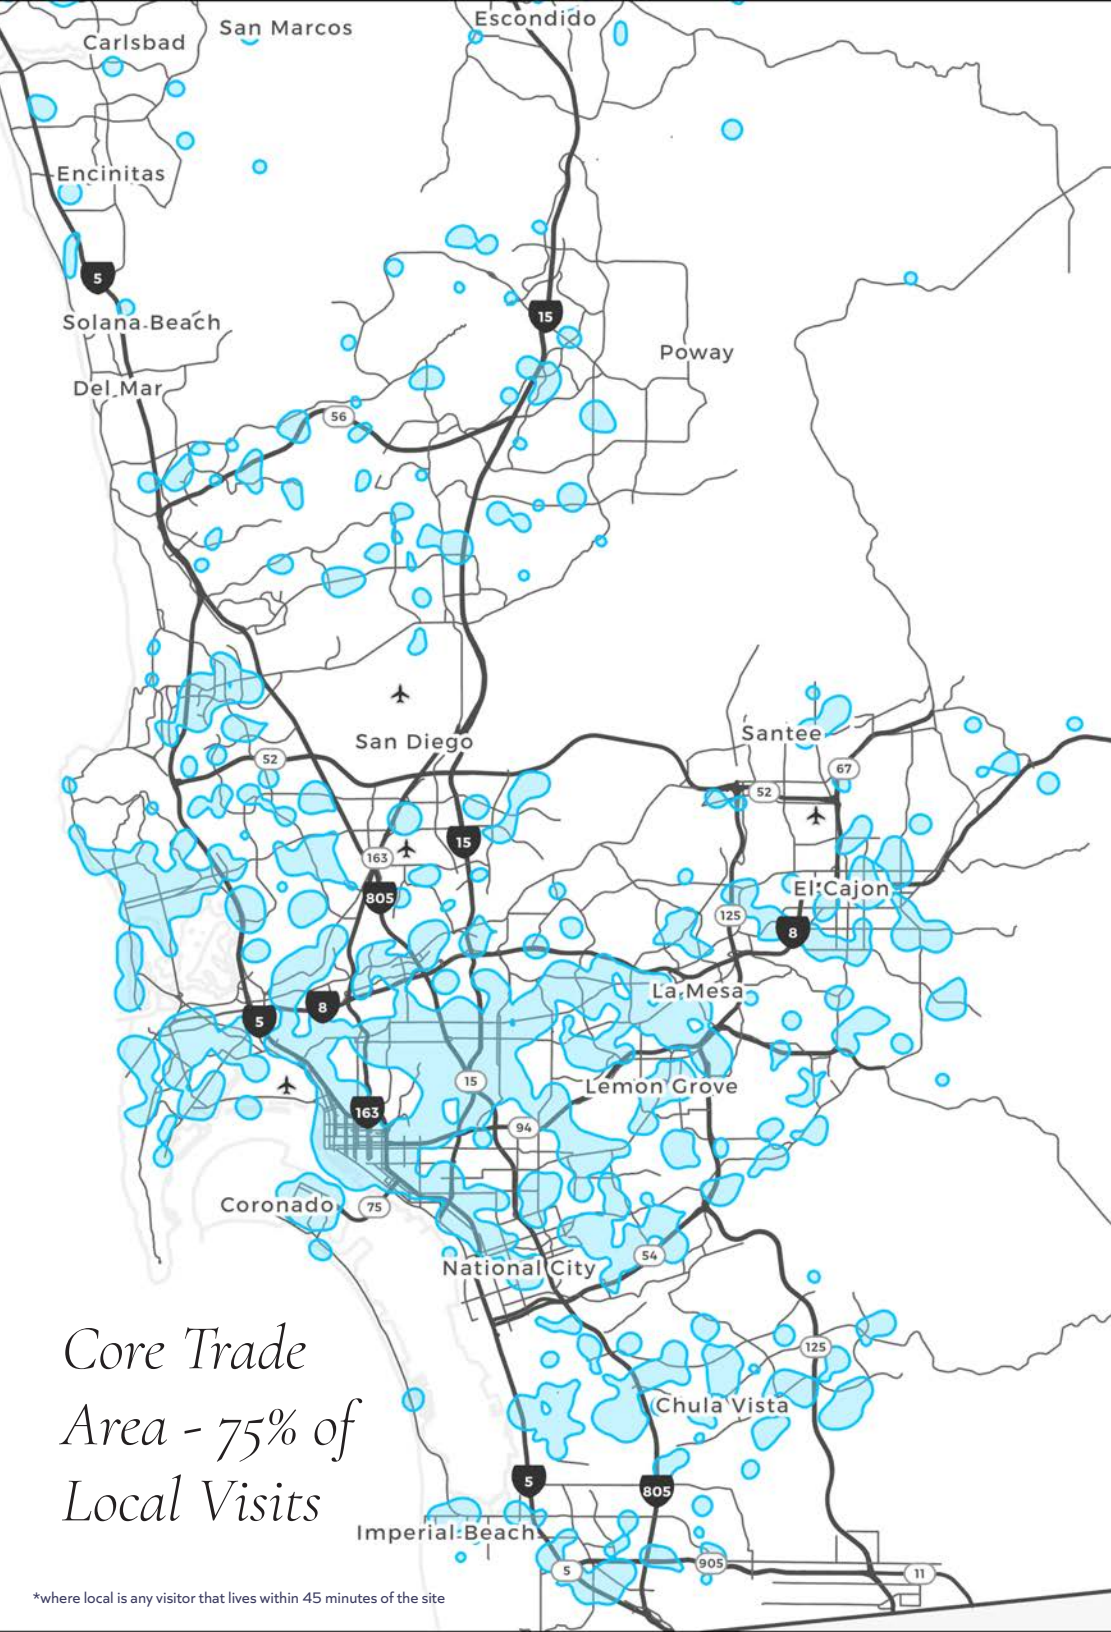 San Marcos
Escondido
Carlsbad
Encinitas
5
Solana Beach
15
Poway
Del Mar
56
San Diego
Santee
52
67
52
15
163
805
El Cajon
125
8
La Mesa
8
5
15
Lemon Grove
163
94
Coronado
75
54
National City
Core Trade
Area - 75% of
Local Visits
125
Chula Vista
5
805
Imperial Beach
905
5
11
*where local is any visitor that lives within 45 minutes of the site